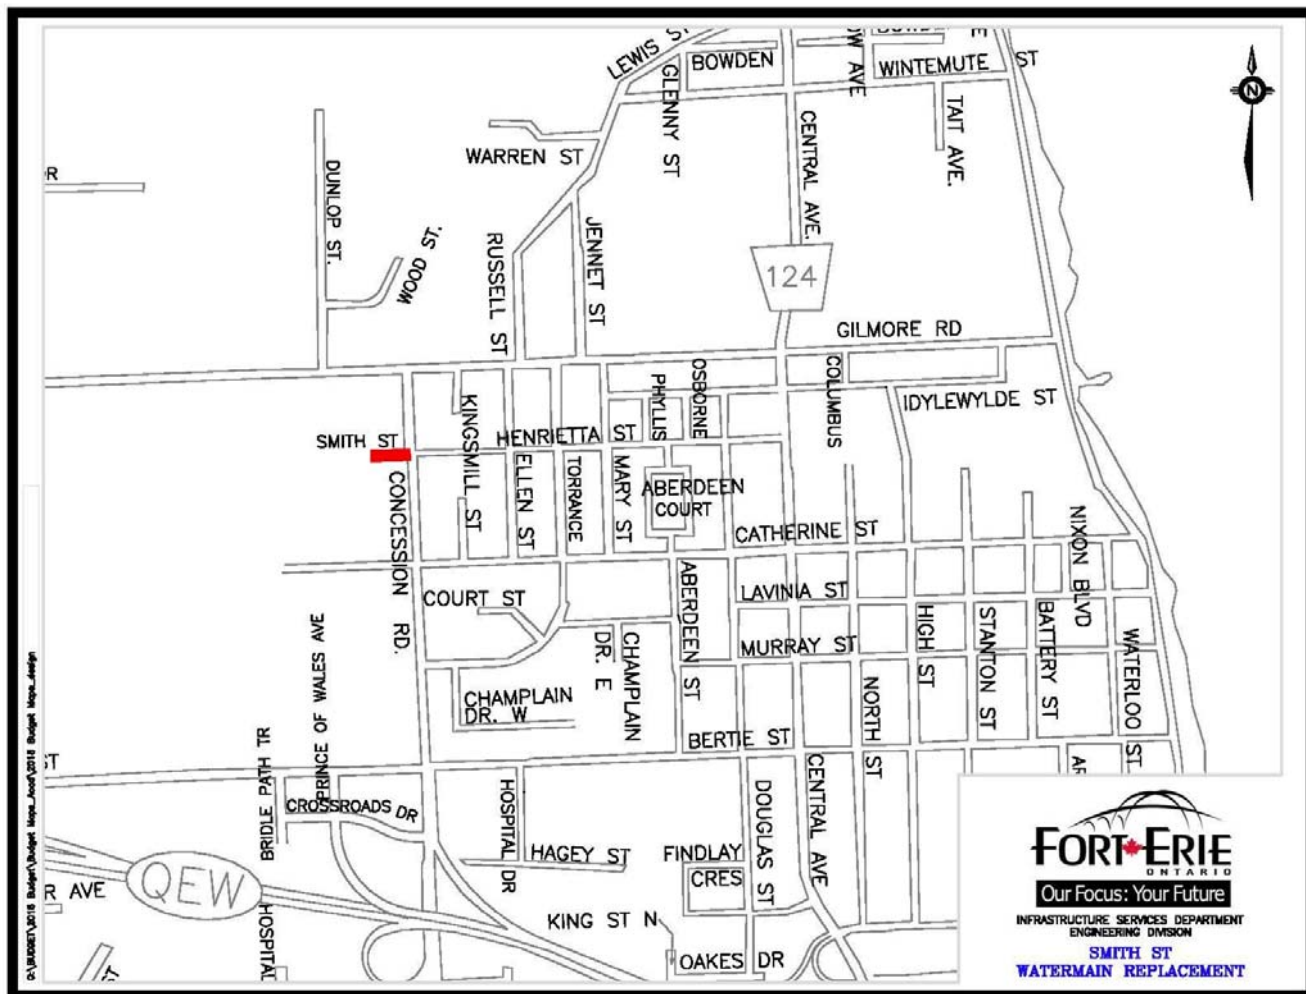 LEWIS ST
BOWDEN
WINTEMUTE ST
GLENNY ST
CENTRAL AVE.
TAIT AVE.
WARREN ST
DUNLOP ST.
WOOD ST.
RUSSELL ST
JENNET ST
N
124
GILMORE RD
COLUMBUS
IDYLEWYLDE ST
OSBORNE
PHYLLIS
KINGSMILL ST
HENRIETTA ST
SMITH ST
CONCESSION RD.
ELLEN ST
TORRANCE
MARY ST
ABERDEEN
COURT
CATHERINE ST
NIXON BLVD
COURT ST
LAVINIA ST
ABERDEEN ST
MURRAY ST
HIGH ST
STANTON ST
BATTERY ST
WATERLOO ST
CHAMPLAIN
DR. E
CHAMPLAIN
DR. W
NORTH ST
BERTIE ST
PRINCE OF WALES AVE
BRIDLE PATH TR
CROSSROADS DR
HOSPITAL DR
HAGEY ST
FINDLAY
CRES
DOUGLAS ST
CENTRAL AVE
QEW
R AVE
HOSPITAL
KING ST N
OAKES DR
FORT ERIE
ONTARIO
Our Focus: Your Future
INFRASTRUCTURE SERVICES DEPARTMENT
ENGINEERING DIVISION
SMITH ST
WATERMAIN REPLACEMENT